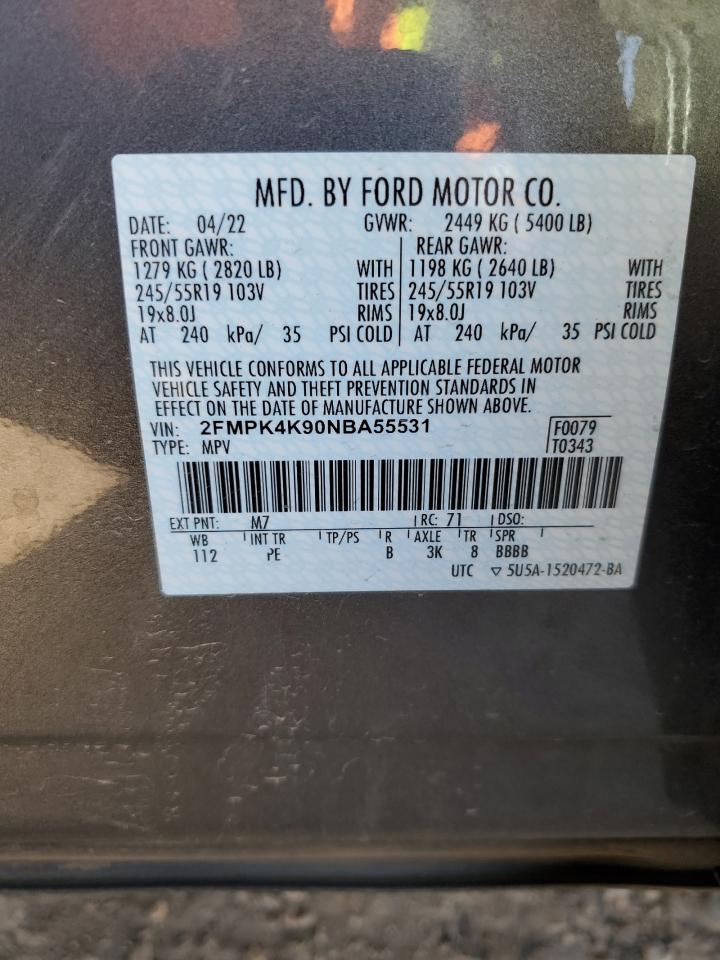 MFD. BY FORD MOTOR CO.
DATE: 04/22 GVWR: 2449 KG ( 5400 LB)
FRONT GAWR: REAR GAWR:
1279 KG ( 2820 LB) WITH 1198 KG ( 2640 LB) WITH
245/55R19 103V TIRES 245/55R19 103V TIRES
19x8.0J RIMS 19x8.0J RIMS
AT 240 kPa/ 35 PSI COLD AT 240 kPa/ 35 PSI COLD
THIS VEHICLE CONFORMS TO ALL APPLICABLE FEDERAL MOTOR
VEHICLE SAFETY AND THEFT PREVENTION STANDARDS IN
EFFECT ON THE DATE OF MANUFACTURE SHOWN ABOVE.
VIN: 2FMPK4K90NBA55531 F0079
TYPE: MPV T0343
EXT PNT: M7 RC: 71 DSO:
WB INT TR TP/PS R AXLE TR SPR
112 PE B 3K 8 BBBB
UTC ▽ 5U5A-1520472-BA